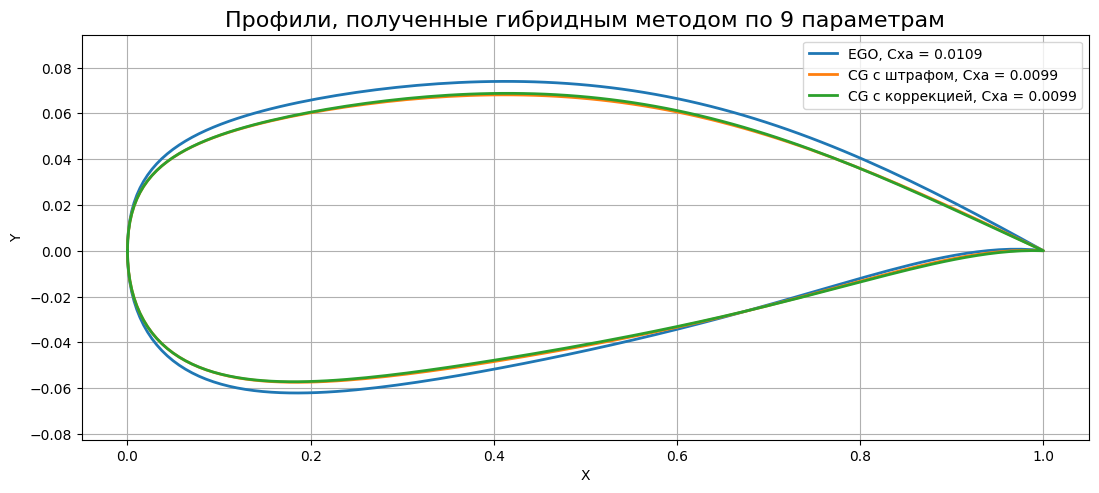 Профили, полученные гибридным методом по 9 параметрам
EGO, Cxa = 0.0109
CG с штрафом, Cxa = 0.0099
CG с коррекцией, Cxa = 0.0099
Y
0.08
0.06
0.04
0.02
0.00
−0.02
−0.04
−0.06
−0.08
0.0
0.2
0.4
0.6
0.8
1.0
X